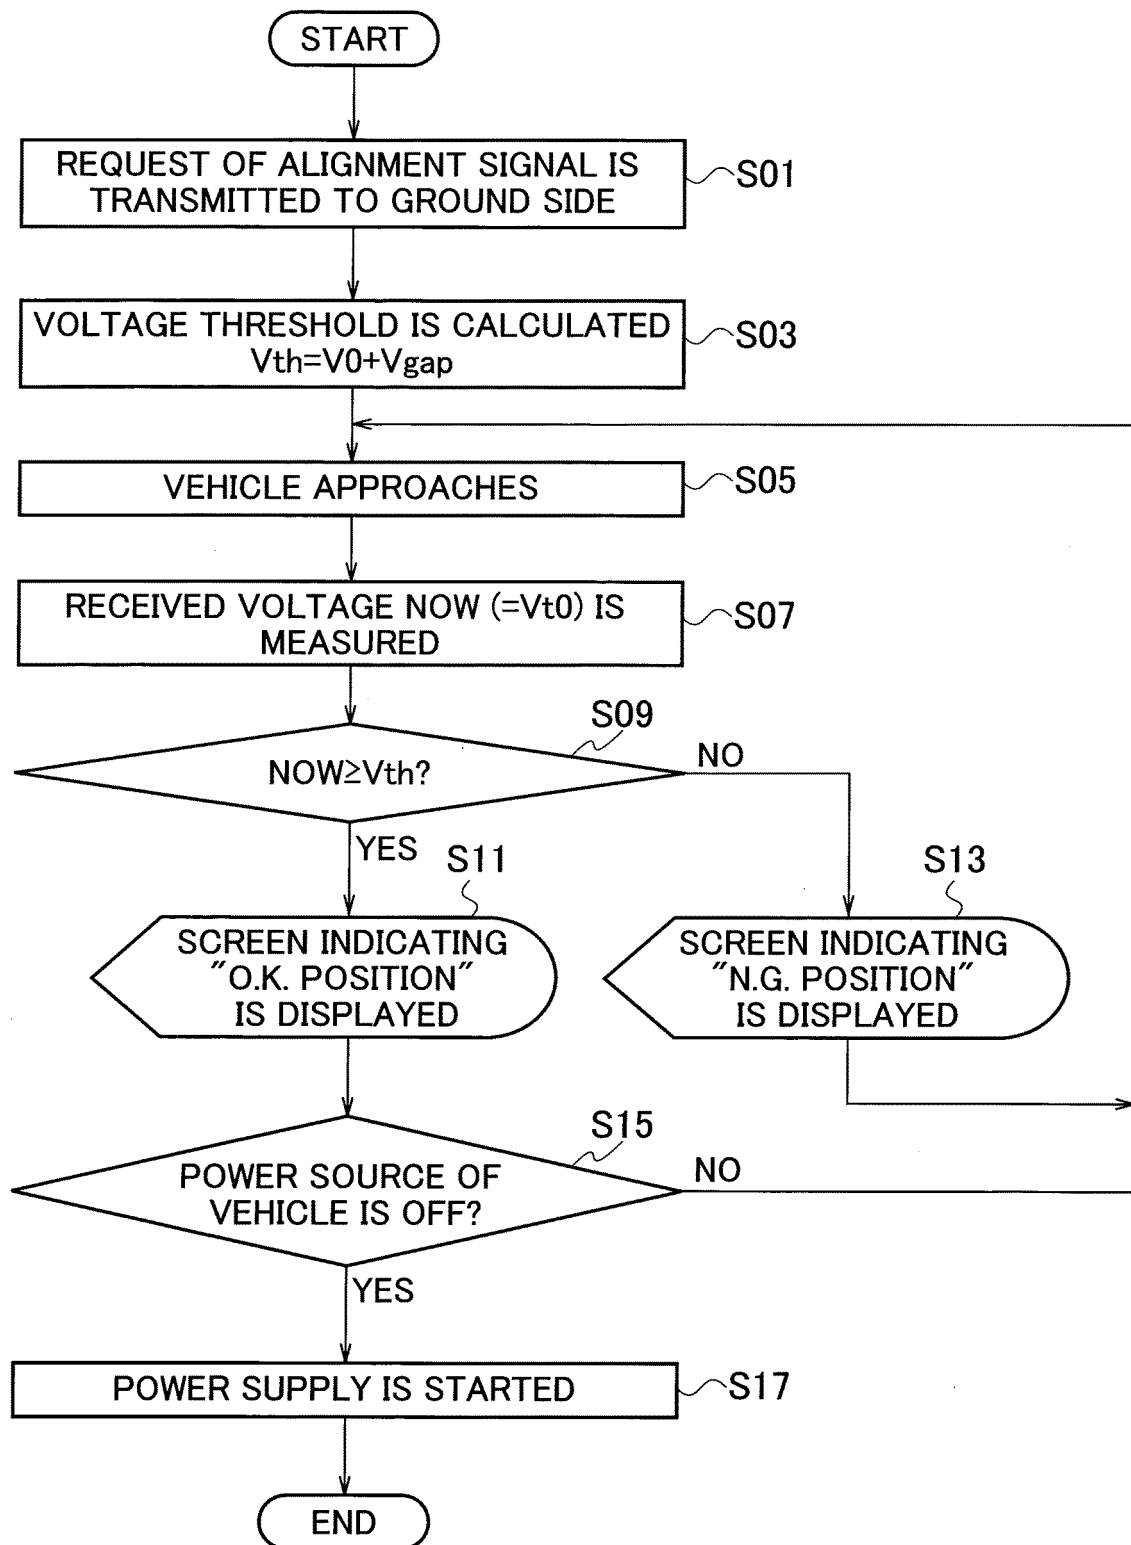 START
REQUEST OF ALIGNMENT SIGNAL IS
TRANSMITTED TO GROUND SIDE
S01
VOLTAGE THRESHOLD IS CALCULATED
Vth=V0+Vgap
S03
VEHICLE APPROACHES
S05
RECEIVED VOLTAGE NOW (=Vt0) IS
MEASURED
S07
S09
NOW≥Vth?
NO
YES
S11
S13
SCREEN INDICATING
"O.K. POSITION"
IS DISPLAYED
SCREEN INDICATING
"N.G. POSITION"
IS DISPLAYED
S15
POWER SOURCE OF
VEHICLE IS OFF?
NO
YES
POWER SUPPLY IS STARTED
S17
END